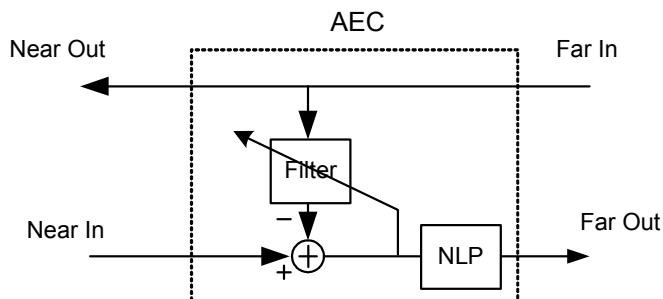 AEC
Near Out
Far In
Filter
−
Near In
+
+
NLP
Far Out